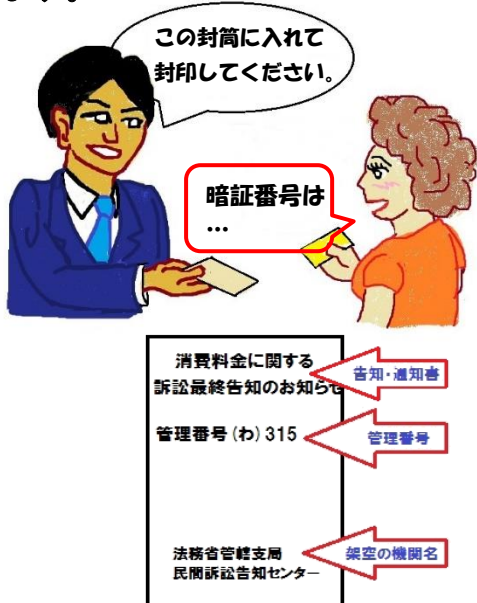 この封筒に入れて
封印してください。
暗証番号は
…
消費料金に関する
訴訟最終告知のお知らせ
告知・通知書
管理番号(わ)315
管理番号
法務省管轄支局
民間訴訟告知センター
架空の機関名